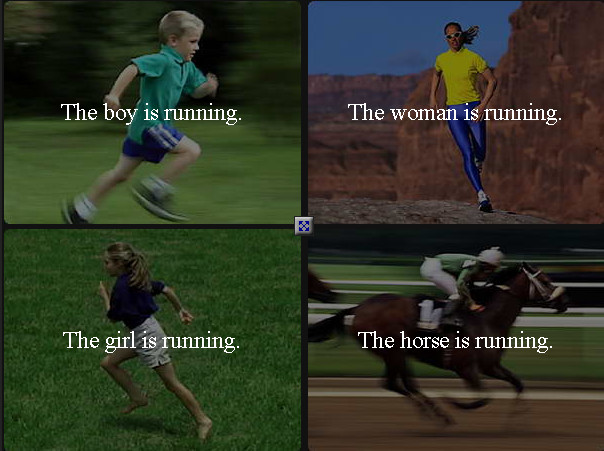 The boy is running.
The woman is running.
The girl is running.
The horse is running.